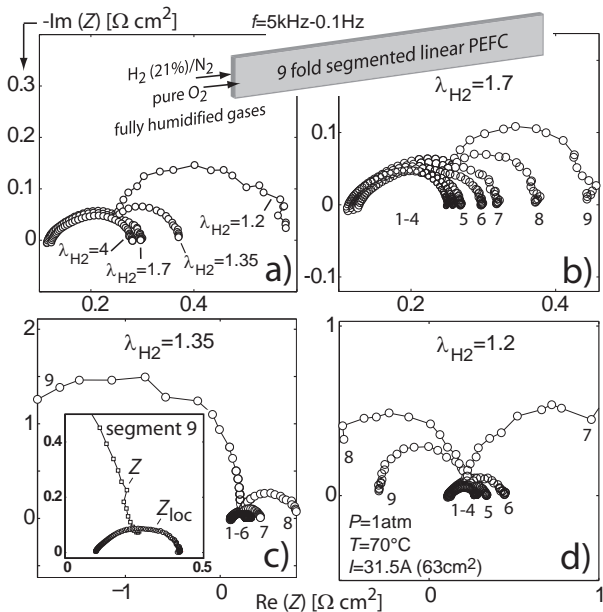 -Im (Z) [Ω cm²]
f=5kHz-0.1Hz
H₂ (21%)/N₂
pure O₂
fully humidified gases
9 fold segmented linear PEFC
0.3
0.2
0.1
0
λH2=1.2
λH2=4
λH2=1.7
λH2=1.35
a)
0.2
0.4
λH2=1.7
0.1
0
-0.1
1-4
5
6
7
8
9
b)
0.2
0.4
λH2=1.35
2
1
0
9
segment 9
0.4
0.2
0
Z
Zloc
0
0.5
1-6
7
8
c)
−1
0
λH2=1.2
1
0
8
9
7
1-4
5
6
P=1atm
T=70°C
I=31.5A (63cm²)
d)
0
1
Re (Z) [Ω cm²]